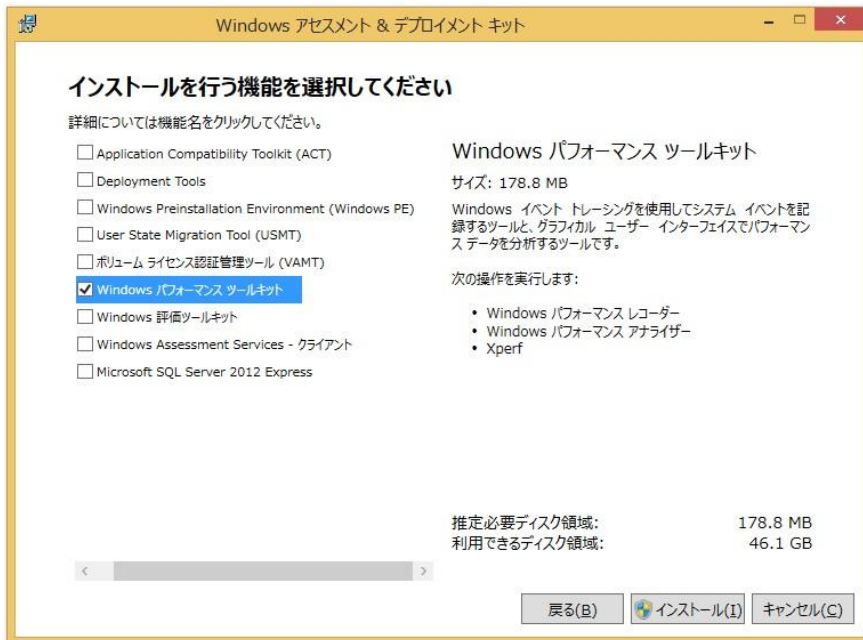 Windows アセスメント & デプロイメント キット
インストールを行う機能を選択してください
詳細については機能名をクリックしてください。
Application Compatibility Toolkit (ACT)
Deployment Tools
Windows Preinstallation Environment (Windows PE)
User State Migration Tool (USMT)
ボリューム ライセンス認証管理ツール (VAMT)
Windows パフォーマンス ツールキット
Windows 評価ツールキット
Windows Assessment Services - クライアント
Microsoft SQL Server 2012 Express
Windows パフォーマンス ツールキット
サイズ: 178.8 MB
Windows イベント トレーシングを使用してシステム イベントを記
録するツールと、グラフィカル ユーザー インターフェイスでパフォーマン
ス データを分析するツールです。
次の操作を実行します:
• Windows パフォーマンス レコーダー
• Windows パフォーマンス アナライザー
• Xperf
推定必要ディスク領域: 178.8 MB
利用できるディスク領域: 46.1 GB
戻る(B) インストール(I) キャンセル(C)